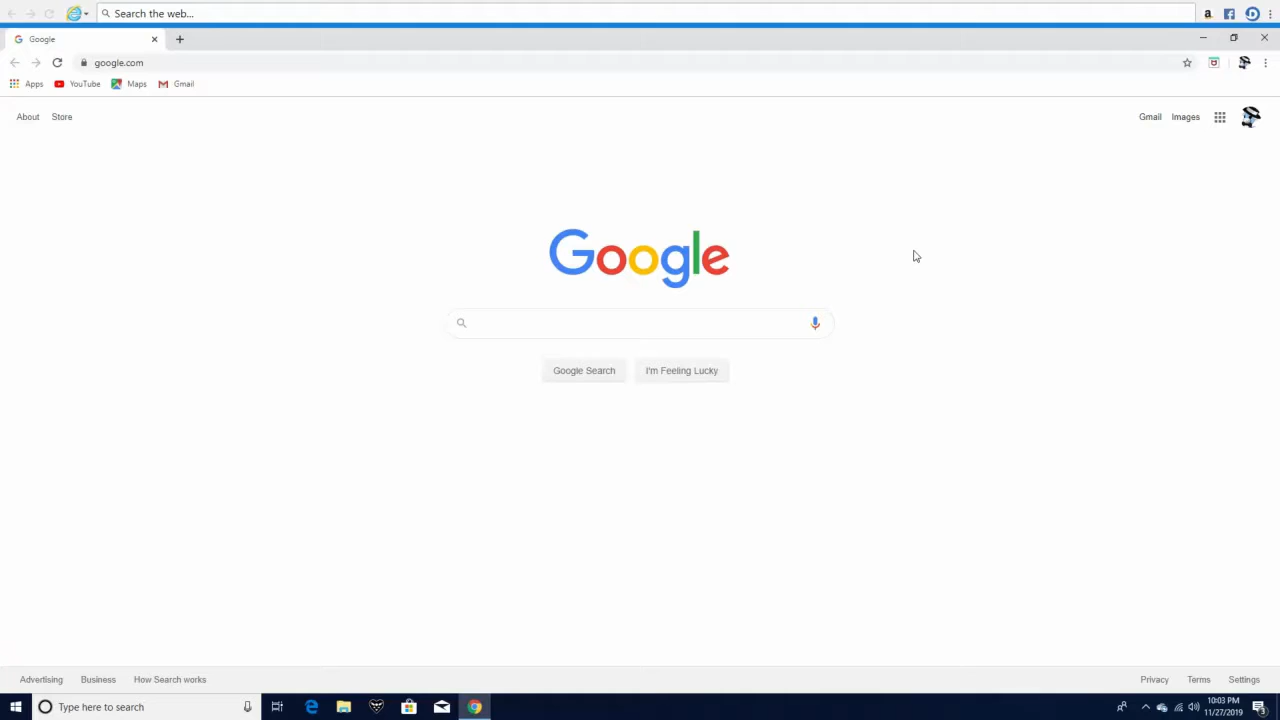 Search the web...
a
Google
google.com
Apps YouTube Maps Gmail
About Store Gmail Images
Google
Google Search I'm Feeling Lucky
Advertising Business How Search works Privacy Terms Settings
Type here to search
10:03 PM
11/27/2019
3